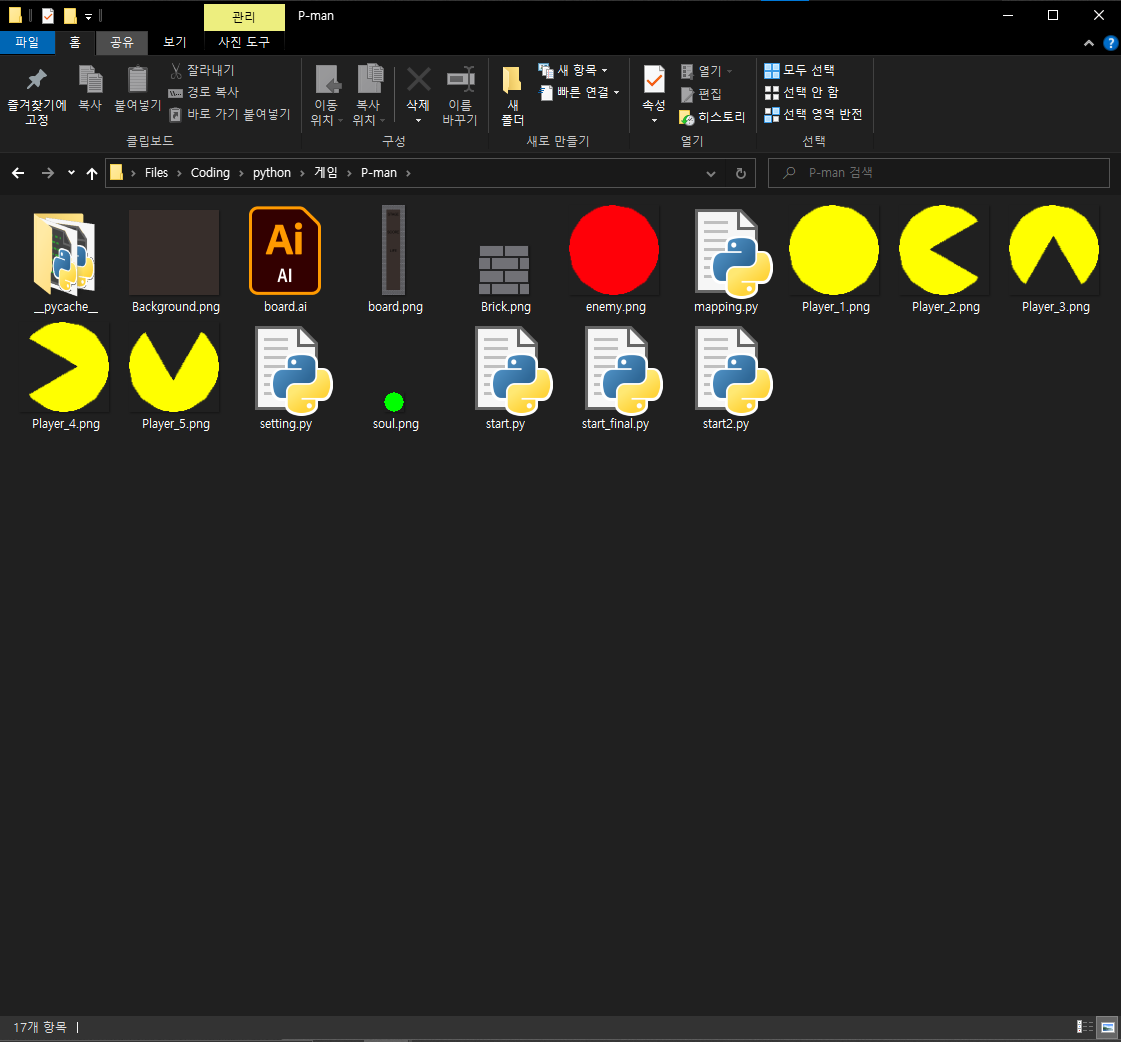 관리
P-man
파일
홈
공유
보기
사진 도구
즐겨찾기에
고정
복사
붙여넣기
잘라내기
경로 복사
바로 가기 붙여넣기
클립보드
이동
위치
복사
위치
삭제
이름
바꾸기
구성
새
폴더
새 항목
빠른 연결
새로 만들기
속성
열기
편집
히스토리
열기
모두 선택
선택 안 함
선택 영역 반전
선택
Files > Coding > python > 게임 > P-man >
P-man 검색
Ai
AI
__pycache__
Background.png
board.ai
board.png
Brick.png
enemy.png
mapping.py
Player_1.png
Player_2.png
Player_3.png
Player_4.png
Player_5.png
setting.py
soul.png
start.py
start_final.py
start2.py
17개 항목